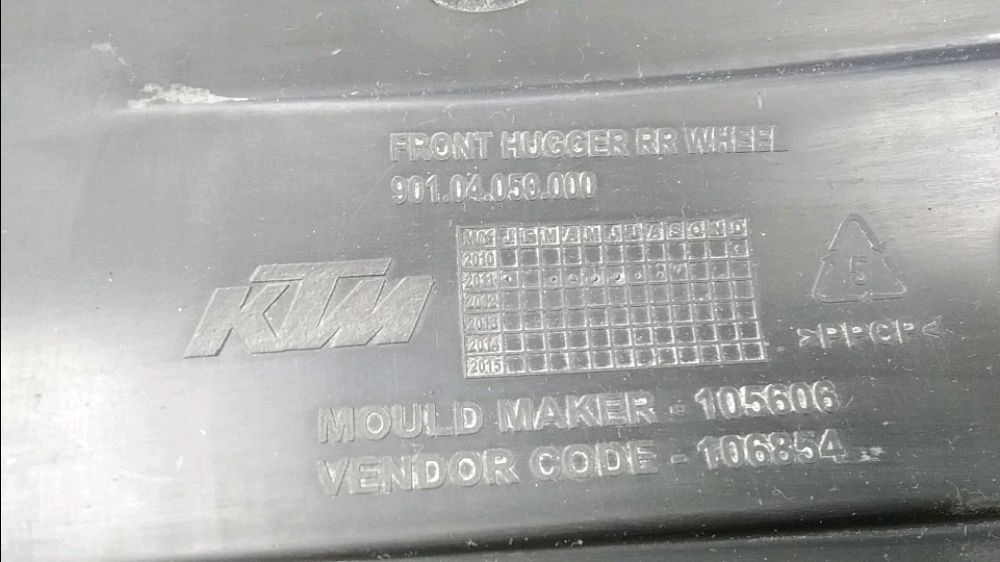 FRONT HUGGER RR WHEEL
901.04.050.000
MM J F M A M J J A S O N D
2010
2011
2012
2013
2014
2015
KTM
5
>PPCP<
MOULD MAKER - 105606
VENDOR CODE - 106854